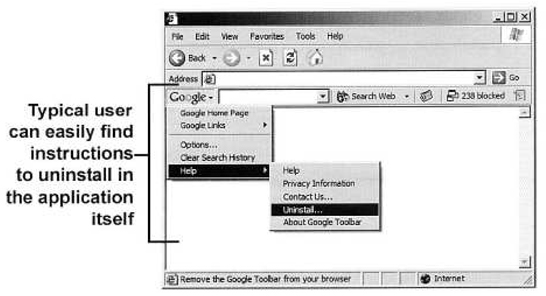 File Edit View Favorites Tools Help
Back
Address
Go
Google
Search Web
238 blocked
Google Home Page
Google Links
Options...
Clear Search History
Help
Help
Privacy Information
Contact Us...
Uninstall...
About Google Toolbar
Typical user
can easily find
instructions
to uninstall in
the application
itself
Remove the Google Toolbar from your browser
Internet